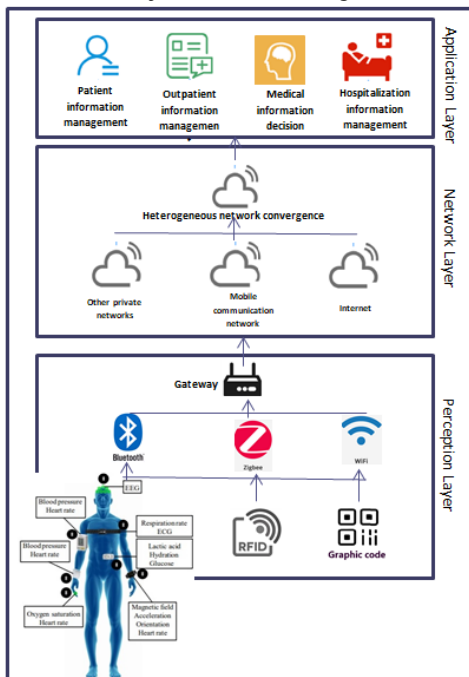 Patient
information
management
Outpatient
information
managemen
Medical
information
decision
Hospitalization
information
management
Application Layer
Heterogeneous network convergence
Other private
networks
Mobile
communication
network
Internet
Network Layer
Gateway
Bluetooth
Zigbee
WiFi
EEG
Blood pressure
Heart rate
Respiration rate
ECG
Blood pressure
Heart rate
Lactic acid
Hydration
Glucose
Oxygen saturation
Heart rate
Magnetic field
Acceleration
Orientation
Heart rate
RFID
Graphic code
Perception Layer